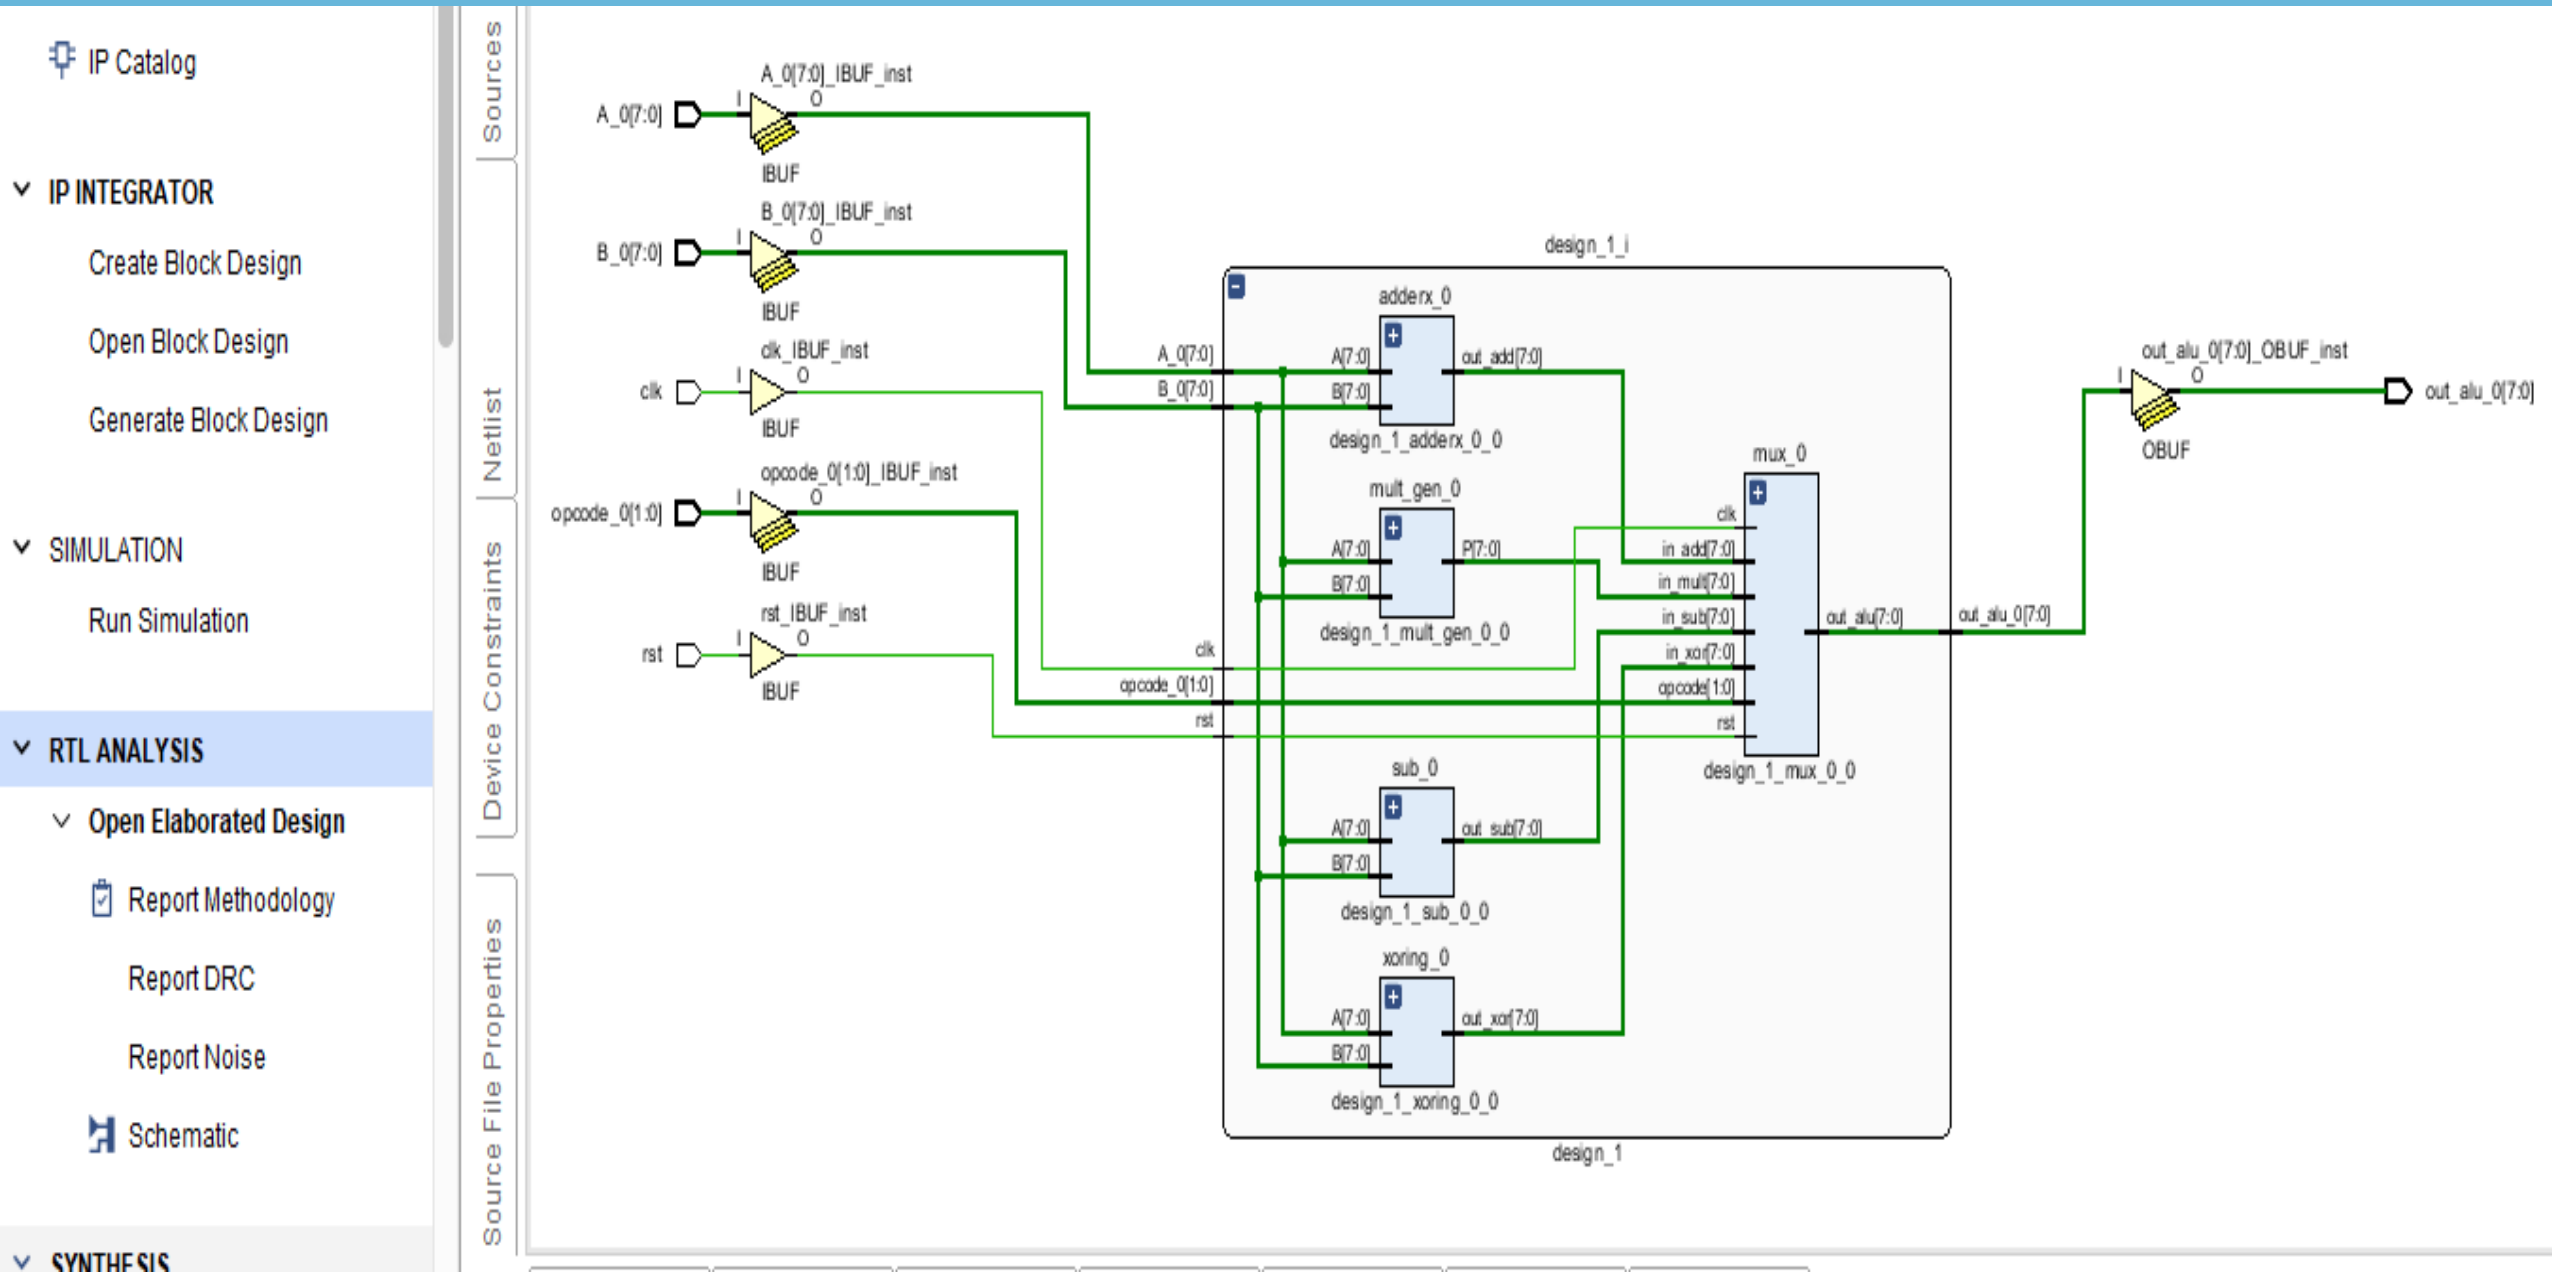 IP Catalog
IP INTEGRATOR
Create Block Design
Open Block Design
Generate Block Design
SIMULATION
Run Simulation
RTL ANALYSIS
Open Elaborated Design
Report Methodology
Report DRC
Report Noise
Schematic
SYNTHESIS
Sources
Netlist
Device Constraints
Source File Properties
A_0[7:0]
I
A_0[7:0]_IBUF_inst
O
IBUF
B_0[7:0]
I
B_0[7:0]_IBUF_inst
O
IBUF
clk
I
clk_IBUF_inst
O
IBUF
opcode_0[1:0]
I
opcode_0[1:0]_IBUF_inst
O
IBUF
rst
I
rst_IBUF_inst
O
IBUF
design_1_i
A_0[7:0]
B_0[7:0]
clk
opcode_0[1:0]
rst
adderx_0
A[7:0]
B[7:0]
out_add[7:0]
design_1_adderx_0_0
mult_gen_0
A[7:0]
B[7:0]
P[7:0]
design_1_mult_gen_0_0
sub_0
A[7:0]
B[7:0]
out_sub[7:0]
design_1_sub_0_0
xoring_0
A[7:0]
B[7:0]
out_xor[7:0]
design_1_xoring_0_0
mux_0
clk
in_add[7:0]
in_mult[7:0]
in_sub[7:0]
in_xor[7:0]
opcode[1:0]
rst
out_alu[7:0]
design_1_mux_0_0
out_alu_0[7:0]
design_1
out_alu_0[7:0]_OBUF_inst
I
O
OBUF
out_alu_0[7:0]